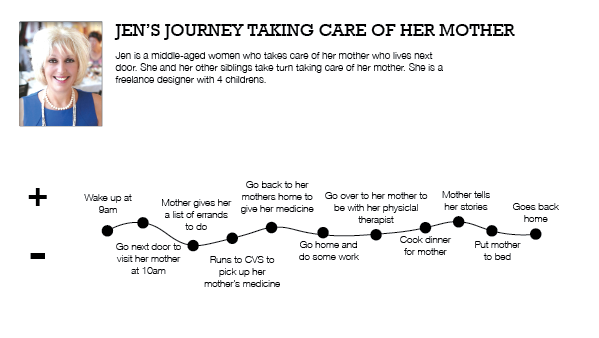 JEN'S JOURNEY TAKING CARE OF HER MOTHER
Jen is a middle-aged women who takes care of her mother who lives next
door. She and her other siblings take turn taking care of her mother. She is a
freelance designer with 4 childrens.
+
-
Wake up at
9am
Go next door to
visit her mother
at 10am
Mother gives her
a list of errands
to do
Runs to CVS to
pick up her
mother's medicine
Go back to her
mothers home to
give her medicine
Go home and
do some work
Go over to her mother to
be with her physiclal
therapist
Cook dinner
for mother
Mother tells
her stories
Put mother
to bed
Goes back
home